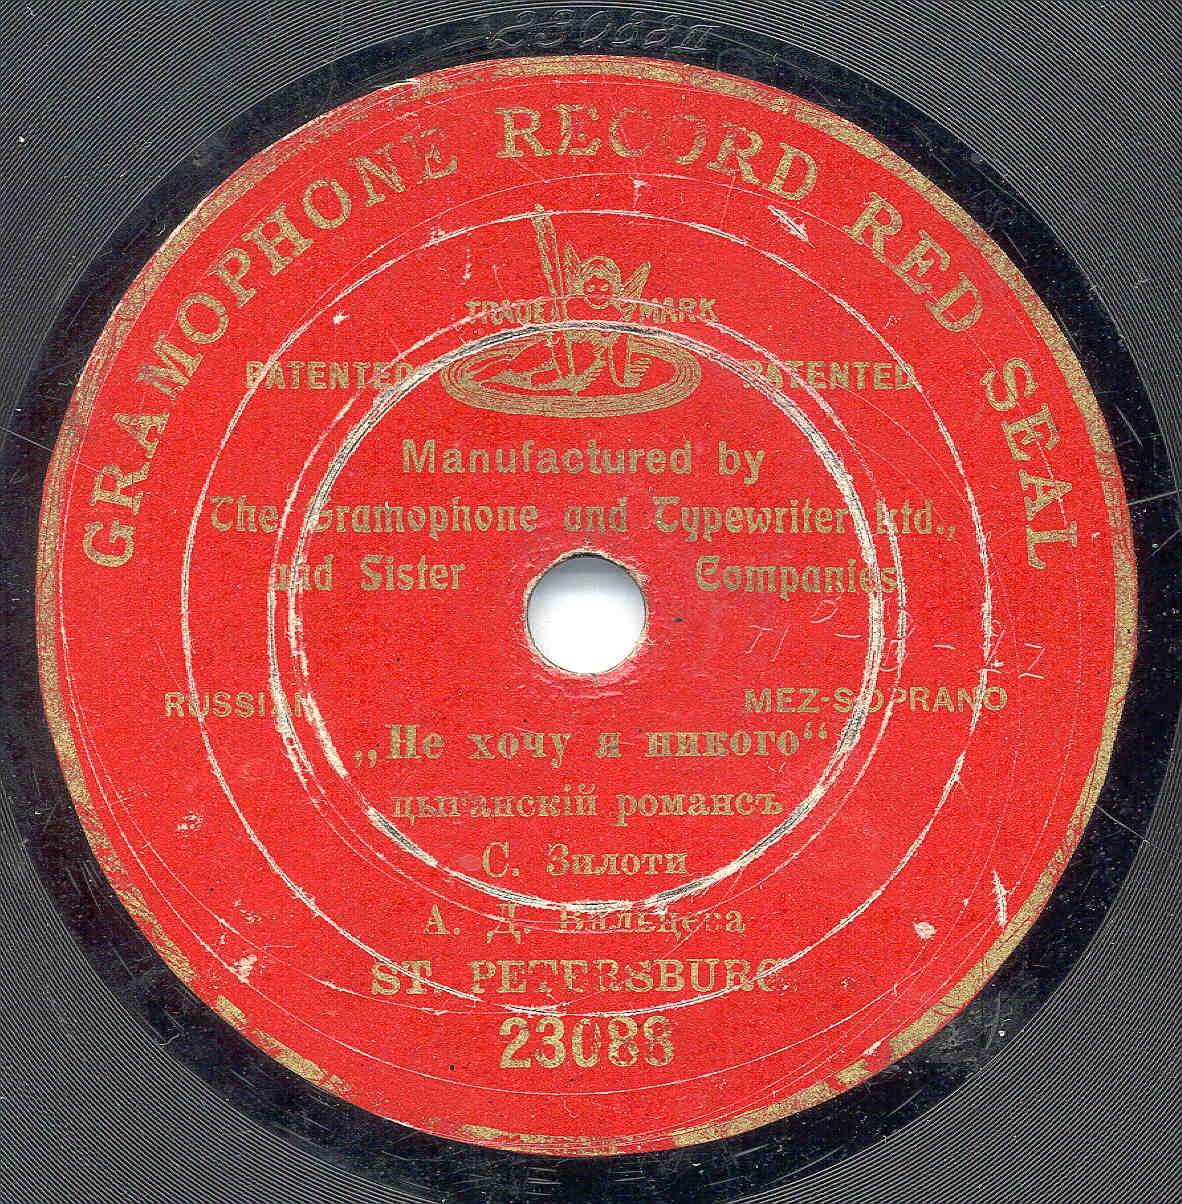 GRAMOPHONE RECORD RED SEAL
TRADE MARK
PATENTED PATENTED
Manufactured by
The Gramophone and Typewriter Ltd.,
and Sister Companies
RUSSIAN MEZ-SOPRANO
„Не хочу я никого“
цыганскій романсъ
С. Зилоти
А. Д. Вяльцева
ST. PETERSBURG.
23088